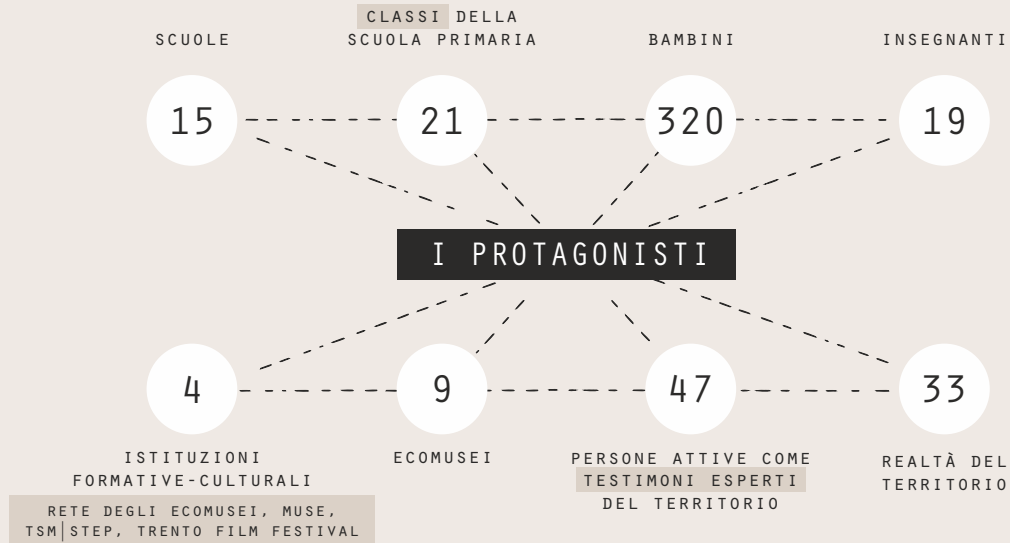 SCUOLE
CLASSI DELLA
SCUOLA PRIMARIA
BAMBINI
INSEGNANTI
15
21
320
19
I PROTAGONISTI
4
9
47
33
ISTITUZIONI
FORMATIVE-CULTURALI
RETE DEGLI ECOMUSEI, MUSE,
TSM|STEP, TRENTO FILM FESTIVAL
ECOMUSEI
PERSONE ATTIVE COME
TESTIMONI ESPERTI
DEL TERRITORIO
REALTÀ DEL
TERRITORIO